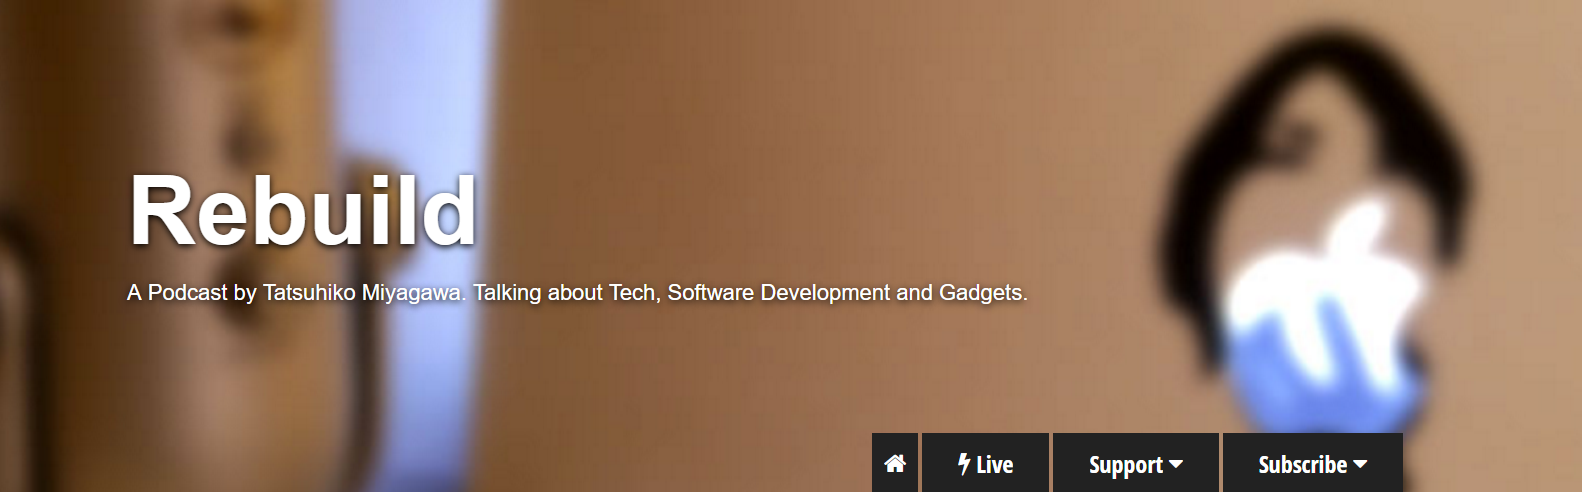 Rebuild
A Podcast by Tatsuhiko Miyagawa. Talking about Tech, Software Development and Gadgets.
Live
Support
Subscribe